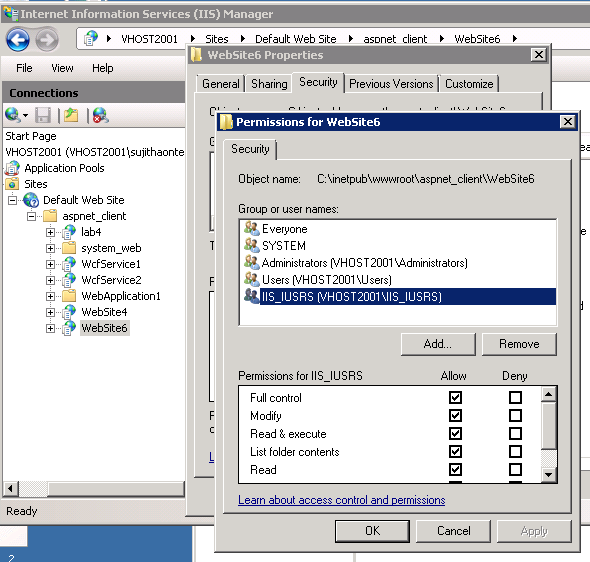 Internet Information Services (IIS) Manager
VHOST2001 Sites Default Web Site aspnet_client WebSite6
File View Help
Connections
Start Page
VHOST2001 (VHOST2001\sujithaonte
Application Pools
Sites
Default Web Site
aspnet_client
lab4
system_web
WcfService1
WcfService2
WebApplication1
WebSite4
WebSite6
Ready
2
WebSite6 Properties
General Sharing Security Previous Versions Customize
Permissions for WebSite6
Security
Object name: C:\inetpub\wwwroot\aspnet_client\WebSite6
Group or user names:
Everyone
SYSTEM
Administrators (VHOST2001\Administrators)
Users (VHOST2001\Users)
IIS_IUSRS (VHOST2001\IIS_IUSRS)
Add... Remove
Permissions for IIS_IUSRS Allow Deny
Full control
Modify
Read & execute
List folder contents
Read
Learn about access control and permissions
OK Cancel Apply